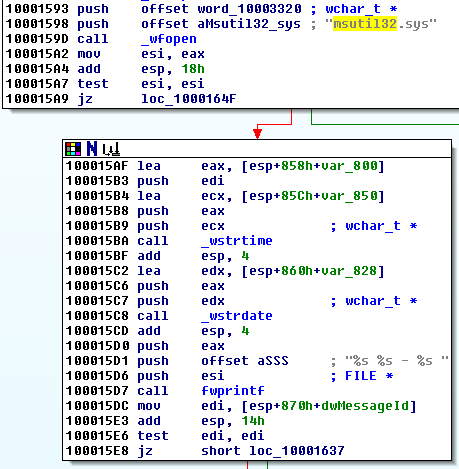 10001593 push offset word_10003320 ; wchar_t *
10001598 push offset aMsutil32_sys ; "msutil32.sys"
1000159D call _wfopen
100015A2 mov esi, eax
100015A4 add esp, 18h
100015A7 test esi, esi
100015A9 jz loc_1000164F
100015AF lea eax, [esp+858h+var_800]
100015B3 push edi
100015B4 lea ecx, [esp+85Ch+var_850]
100015B8 push eax
100015B9 push ecx ; wchar_t *
100015BA call _wstrtime
100015BF add esp, 4
100015C2 lea edx, [esp+860h+var_828]
100015C6 push eax
100015C7 push edx ; wchar_t *
100015C8 call _wstrdate
100015CD add esp, 4
100015D0 push eax
100015D1 push offset aSSS ; "%s %s - %s "
100015D6 push esi ; FILE *
100015D7 call fwprintf
100015DC mov edi, [esp+870h+dwMessageId]
100015E3 add esp, 14h
100015E6 test edi, edi
100015E8 jz short loc_10001637